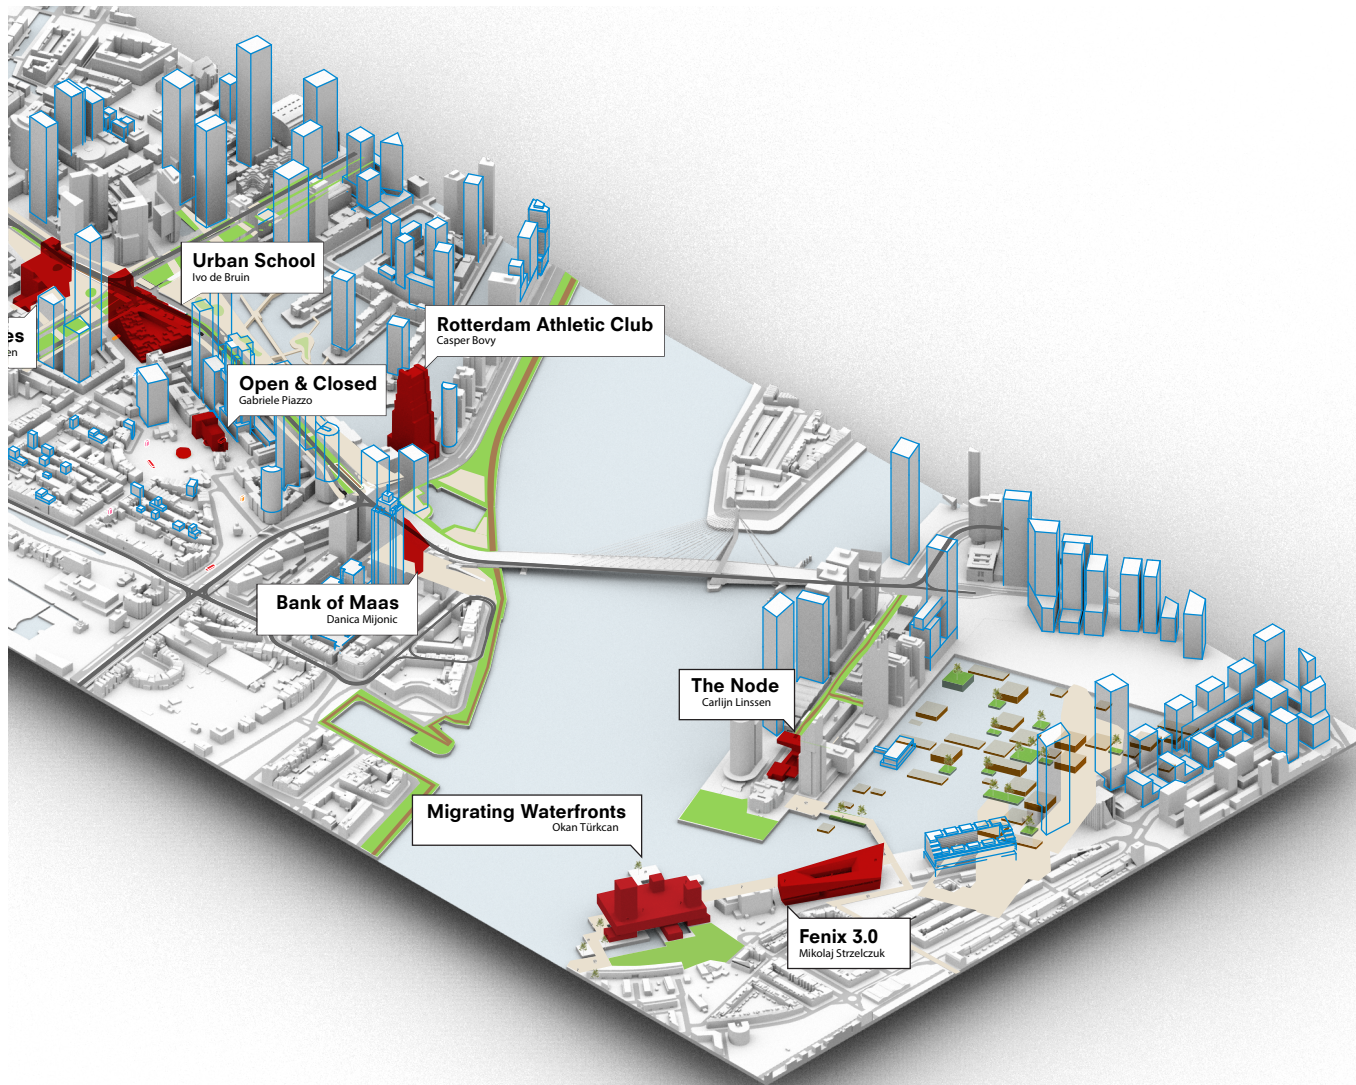 Urban School
Ivo de Bruin
es
en
Rotterdam Athletic Club
Casper Bovy
Open & Closed
Gabriele Piazzo
Bank of Maas
Danica Mijonic
The Node
Carlijn Linssen
Migrating Waterfronts
Okan Türkcan
Fenix 3.0
Mikolaj Strzelczuk